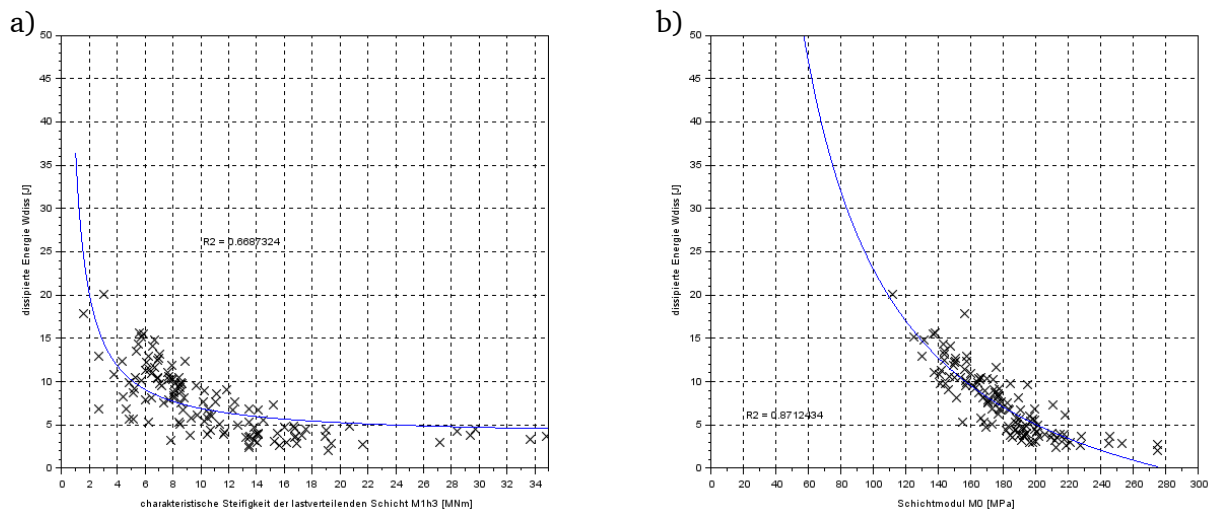 a)
50
45
40
35
30
25
20
15
10
5
0
dissipierte Energie Wdiss [J]
R2 = 0.6687324
0 2 4 6 8 10 12 14 16 18 20 22 24 26 28 30 32 34
charakteristische Steifigkeit der lastverteilenden Schicht M1h3 [MNm]
b)
50
45
40
35
30
25
20
15
10
5
0
dissipierte Energie Wdiss [J]
R2 = 0.8712434
0 20 40 60 80 100 120 140 160 180 200 220 240 260 280 300
Schichtmodul M0 [MPa]